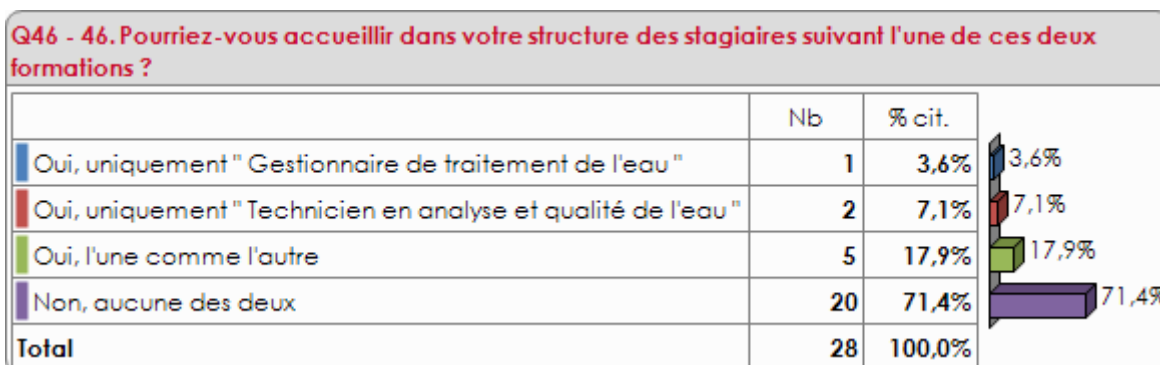 Q46 - 46. Pourriez-vous accueillir dans votre structure des stagiaires suivant l'une de ces deux
formations ?
Nb % cit.
Oui, uniquement " Gestionnaire de traitement de l'eau " 1 3,6% 3,6%
Oui, uniquement " Technicien en analyse et qualité de l'eau " 2 7,1% 7,1%
Oui, l'une comme l'autre 5 17,9% 17,9%
Non, aucune des deux 20 71,4% 71,4%
Total 28 100,0%